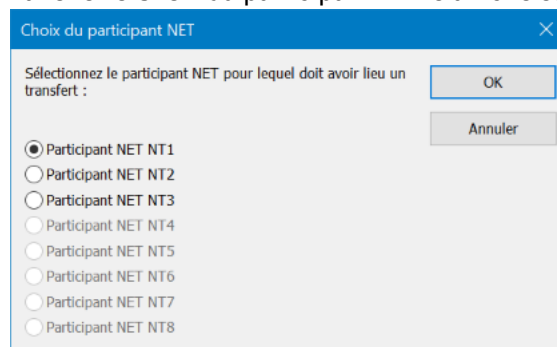 Choix du participant NET
Sélectionnez le participant NET pour lequel doit avoir lieu un
transfert :
OK
Annuler
Participant NET NT1
Participant NET NT2
Participant NET NT3
Participant NET NT4
Participant NET NT5
Participant NET NT6
Participant NET NT7
Participant NET NT8